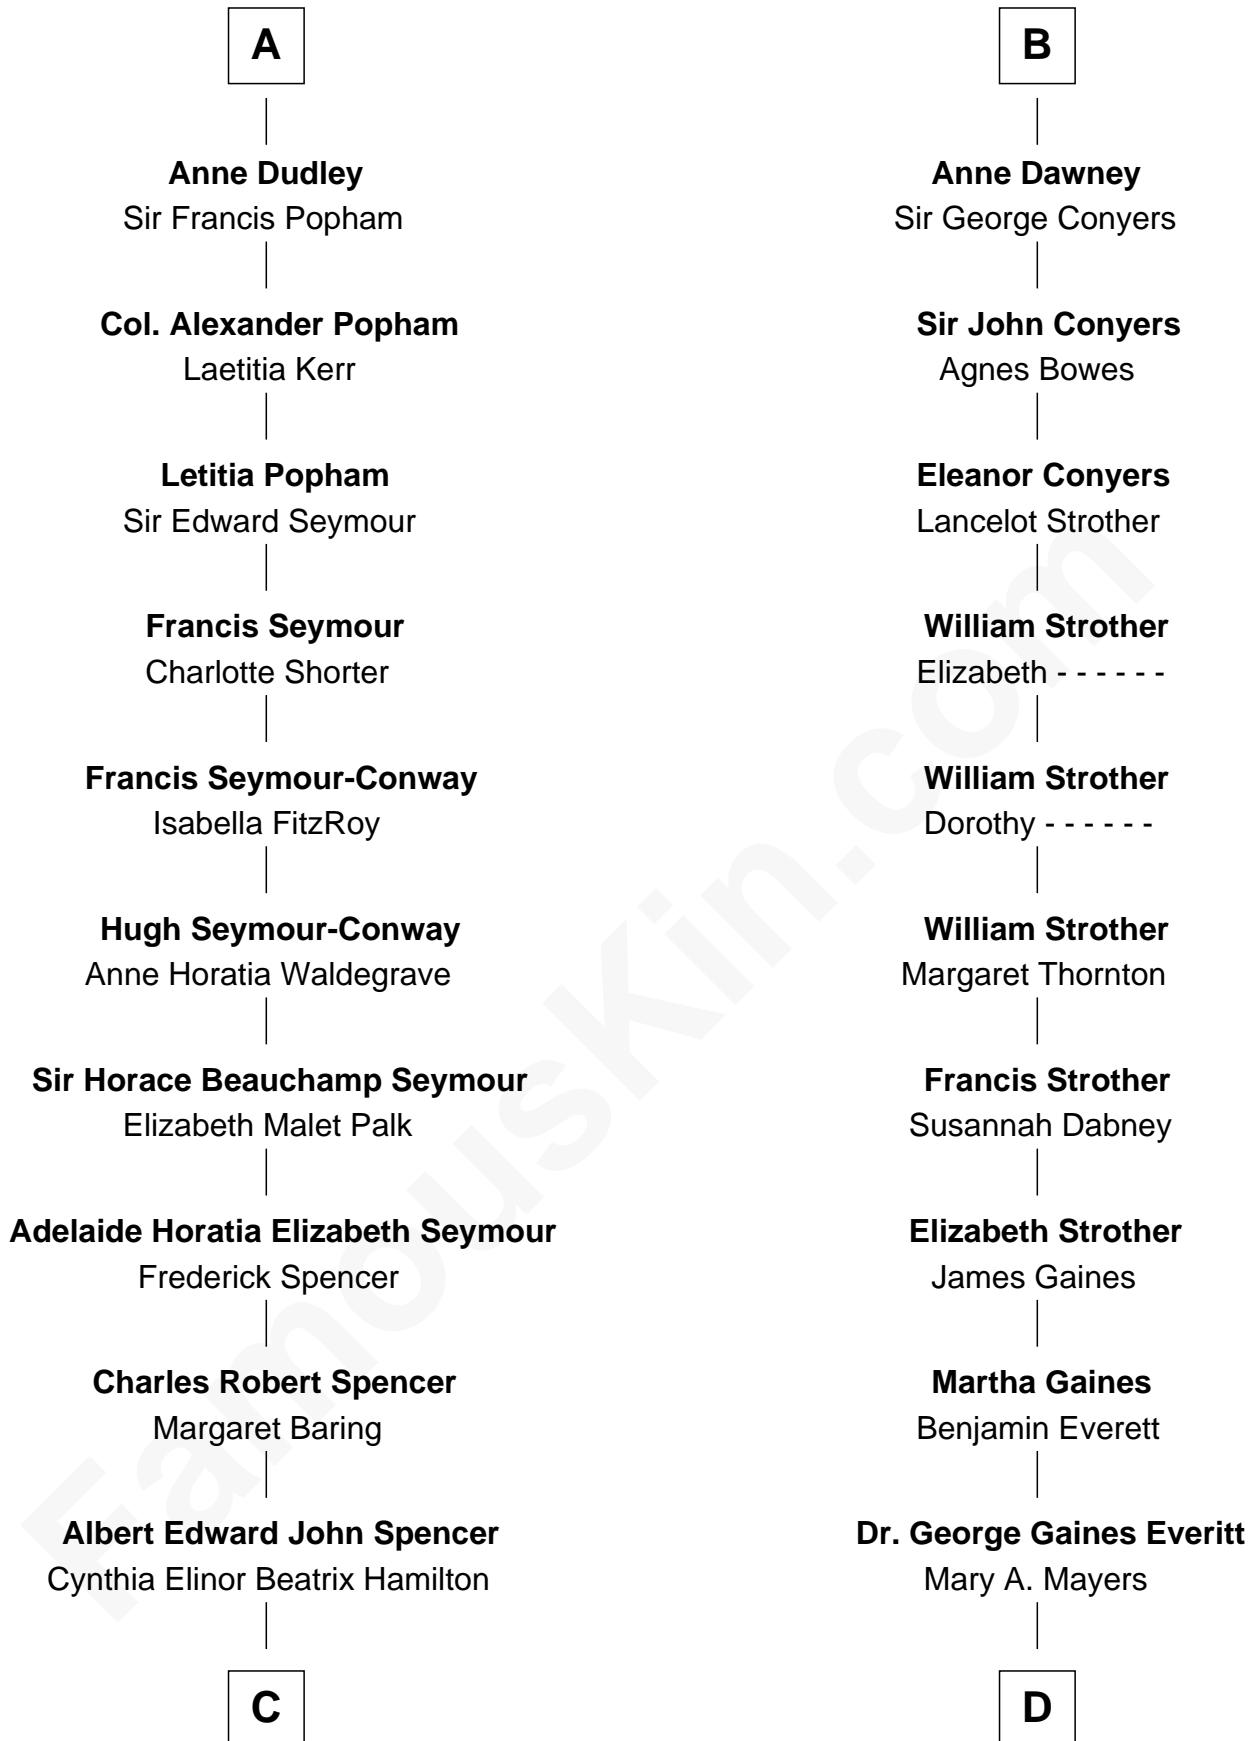 A
Anne Dudley
Sir Francis Popham
Col. Alexander Popham
Laetitia Kerr
Letitia Popham
Sir Edward Seymour
Francis Seymour
Charlotte Shorter
Francis Seymour-Conway
Isabella FitzRoy
Hugh Seymour-Conway
Anne Horatia Waldegrave
Sir Horace Beauchamp Seymour
Elizabeth Malet Palk
Adelaide Horatia Elizabeth Seymour
Frederick Spencer
Charles Robert Spencer
Margaret Baring
Albert Edward John Spencer
Cynthia Elinor Beatrix Hamilton
C
B
Anne Dawney
Sir George Conyers
Sir John Conyers
Agnes Bowes
Eleanor Conyers
Lancelot Strother
William Strother
Elizabeth - - - - - -
William Strother
Dorothy - - - - - -
William Strother
Margaret Thornton
Francis Strother
Susannah Dabney
Elizabeth Strother
James Gaines
Martha Gaines
Benjamin Everett
Dr. George Gaines Everitt
Mary A. Mayers
D
FamousKin.com